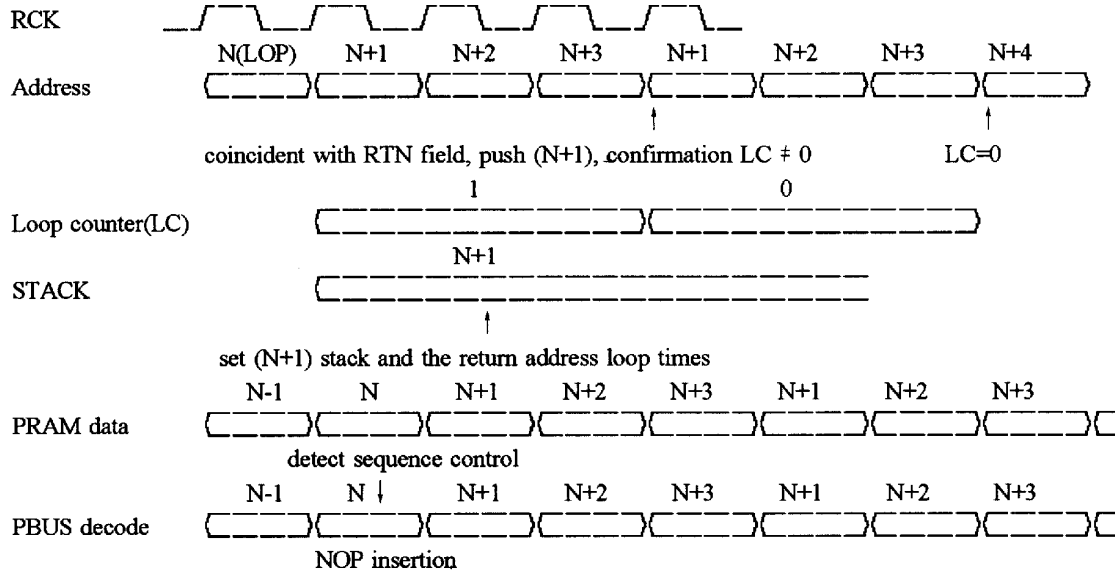 RCK
N(LOP) N+1 N+2 N+3 N+1 N+2 N+3 N+4
Address
coincident with RTN field, push (N+1), confirmation LC ≠ 0 LC=0
1 0
Loop counter(LC)
N+1
STACK
set (N+1) stack and the return address loop times
N-1 N N+1 N+2 N+3 N+1 N+2 N+3
PRAM data
detect sequence control
N-1 N N+1 N+2 N+3 N+1 N+2 N+3
PBUS decode
NOP insertion